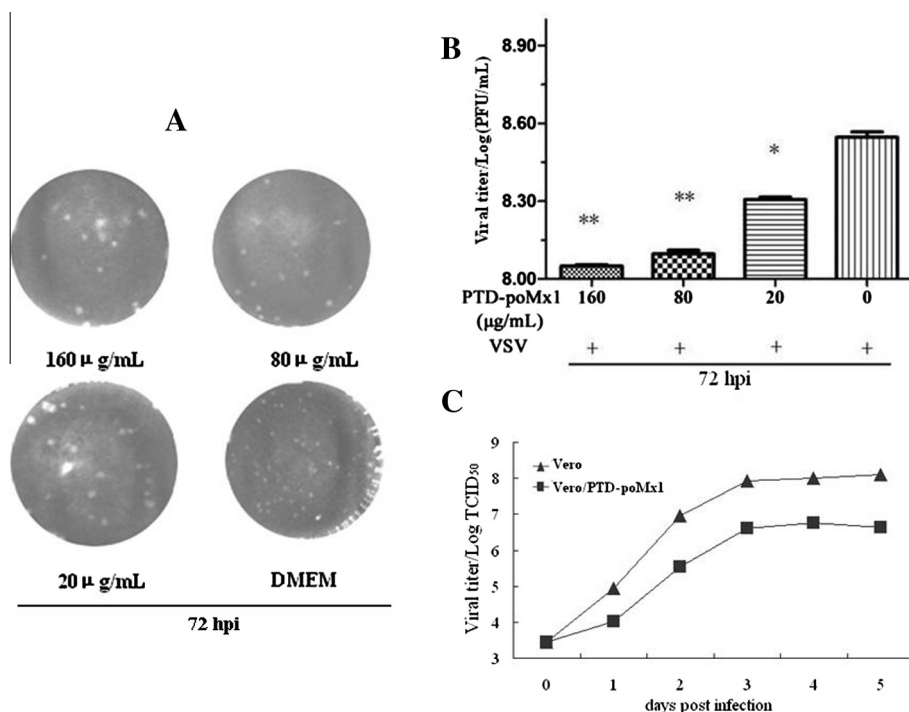 A
160 μ g/mL
80 μ g/mL
20 μ g/mL
DMEM
72 hpi
B
Viral titer/Log(PFU/mL)
8.90
8.60
8.30
8.00
**
**
*
PTD-poMx1 160 80 20 0
(μg/mL)
VSV + + + +
72 hpi
C
Viral titer/Log TCID50
9
8
7
6
5
4
3
Vero
Vero/PTD-poMx1
0 1 2 3 4 5
days post infection